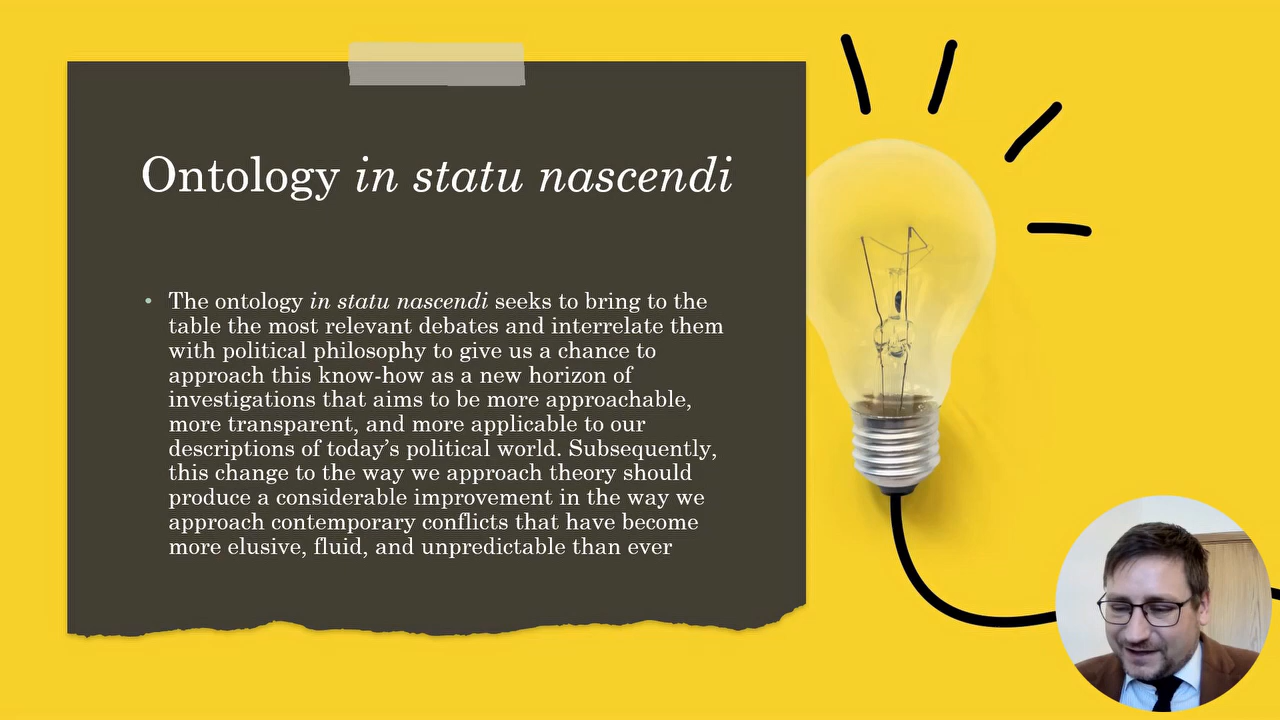 Ontology in statu nascendi
• The ontology in statu nascendi seeks to bring to the
table the most relevant debates and interrelate them
with political philosophy to give us a chance to
approach this know-how as a new horizon of
investigations that aims to be more approachable,
more transparent, and more applicable to our
descriptions of today’s political world. Subsequently,
this change to the way we approach theory should
produce a considerable improvement in the way we
approach contemporary conflicts that have become
more elusive, fluid, and unpredictable than ever